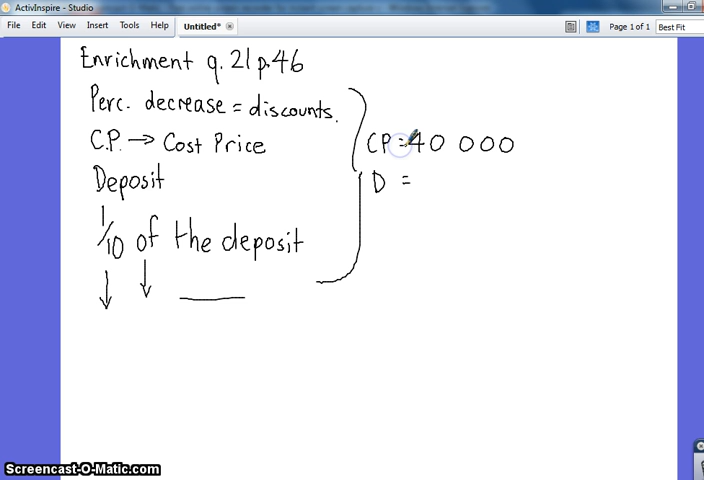 ActivInspire - Studio
File Edit View Insert Tools Help Untitled* Page 1 of 1 Best Fit
Enrichment q. 21 p.46
Perc. decrease = discounts.
C.P. → Cost Price
Deposit
1/10 of the deposit
CP = 40 000
D =
Screencast-O-Matic.com